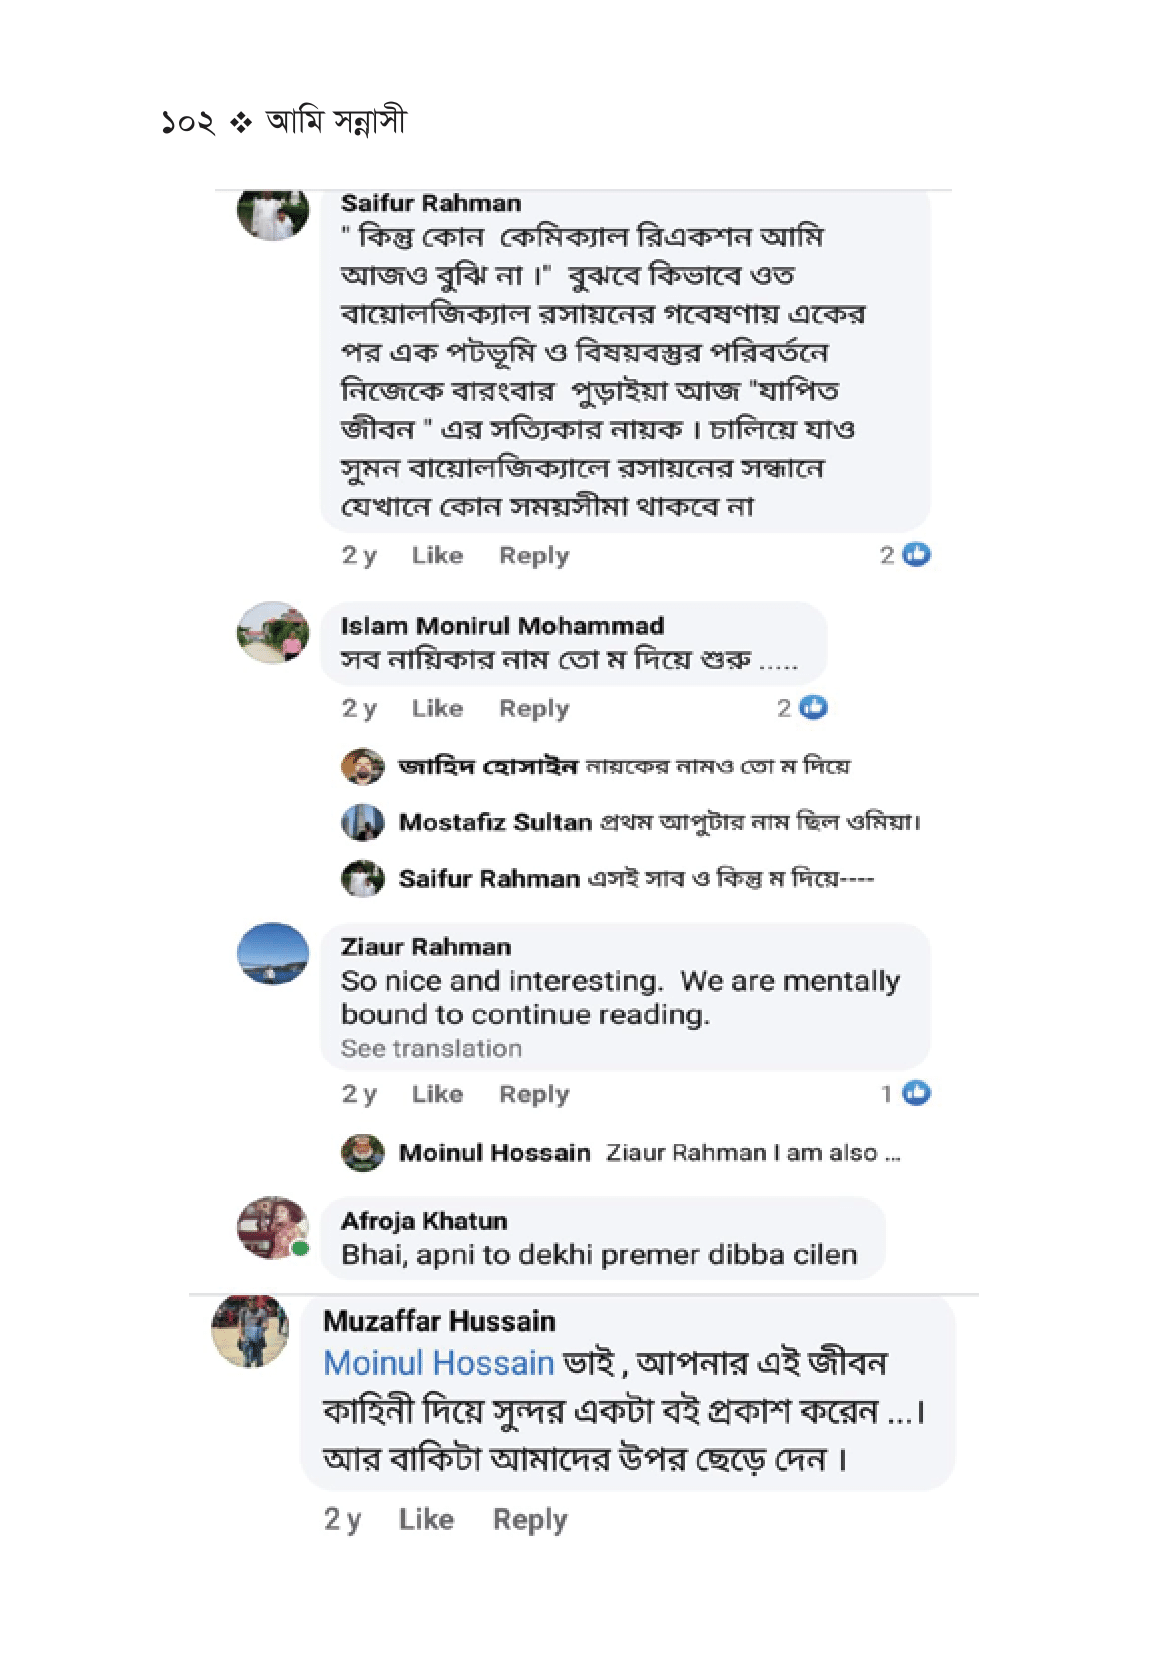 ১০২ ❖ আমি সন্নাসী
Saifur Rahman
" কিন্তু কোন কেমিক্যাল রিএকশন আমি
আজও বুঝি না।" বুঝবে কিভাবে ওত
বায়োলজিক্যাল রসায়নের গবেষণায় একের
পর এক পটভূমি ও বিষয়বস্তুর পরিবর্তনে
নিজেকে বারংবার পুড়াইয়া আজ "যাপিত
জীবন " এর সত্যিকার নায়ক। চালিয়ে যাও
সুমন বায়োলজিক্যালে রসায়নের সন্ধানে
যেখানে কোন সময়সীমা থাকবে না
2 y Like Reply 2
Islam Monirul Mohammad
সব নায়িকার নাম তো ম দিয়ে শুরু .....
2 y Like Reply 2
জাহিদ হোসাইন নায়কের নামও তো ম দিয়ে
Mostafiz Sultan প্রথম আপুটার নাম ছিল ওমিয়া।
Saifur Rahman এসই সাব ও কিন্তু ম দিয়ে----
Ziaur Rahman
So nice and interesting. We are mentally
bound to continue reading.
See translation
2 y Like Reply 1
Moinul Hossain Ziaur Rahman I am also ...
Afroja Khatun
Bhai, apni to dekhi premer dibba cilen
Muzaffar Hussain
Moinul Hossain ভাই , আপনার এই জীবন
কাহিনী দিয়ে সুন্দর একটা বই প্রকাশ করেন ...।
আর বাকিটা আমাদের উপর ছেড়ে দেন ।
2 y Like Reply